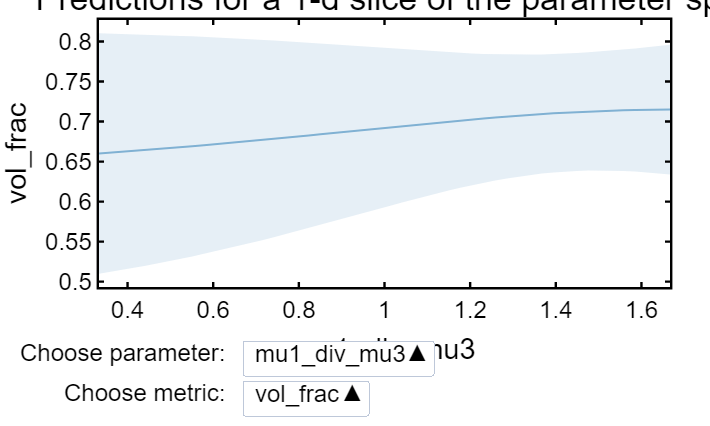 Predictions for a 1-d slice of the parameter sp
vol_frac
0.8
0.75
0.7
0.65
0.6
0.55
0.5
0.4 0.6 0.8 1 1.2 1.4 1.6
mu3
Choose parameter: mu1_div_mu3▲
Choose metric: vol_frac▲